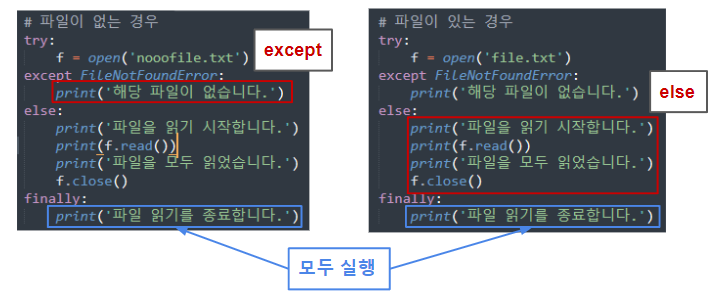 # 파일이 없는 경우
try:
    f = open('nooofile.txt')
except FileNotFoundError:
    print('해당 파일이 없습니다.')
else:
    print('파일을 읽기 시작합니다.')
    print(f.read())
    print('파일을 모두 읽었습니다.')
    f.close()
finally:
    print('파일 읽기를 종료합니다.')
except
# 파일이 있는 경우
try:
    f = open('file.txt')
except FileNotFoundError:
    print('해당 파일이 없습니다.')
else:
    print('파일을 읽기 시작합니다.')
    print(f.read())
    print('파일을 모두 읽었습니다.')
    f.close()
finally:
    print('파일 읽기를 종료합니다.')
else
모두 실행